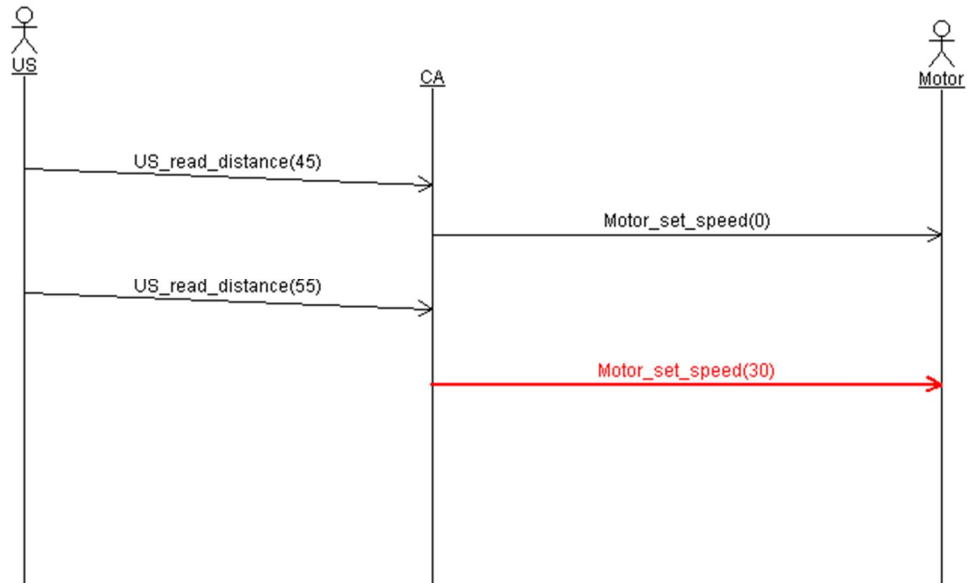 US
CA
Motor
US_read_distance(45)
Motor_set_speed(0)
US_read_distance(55)
Motor_set_speed(30)